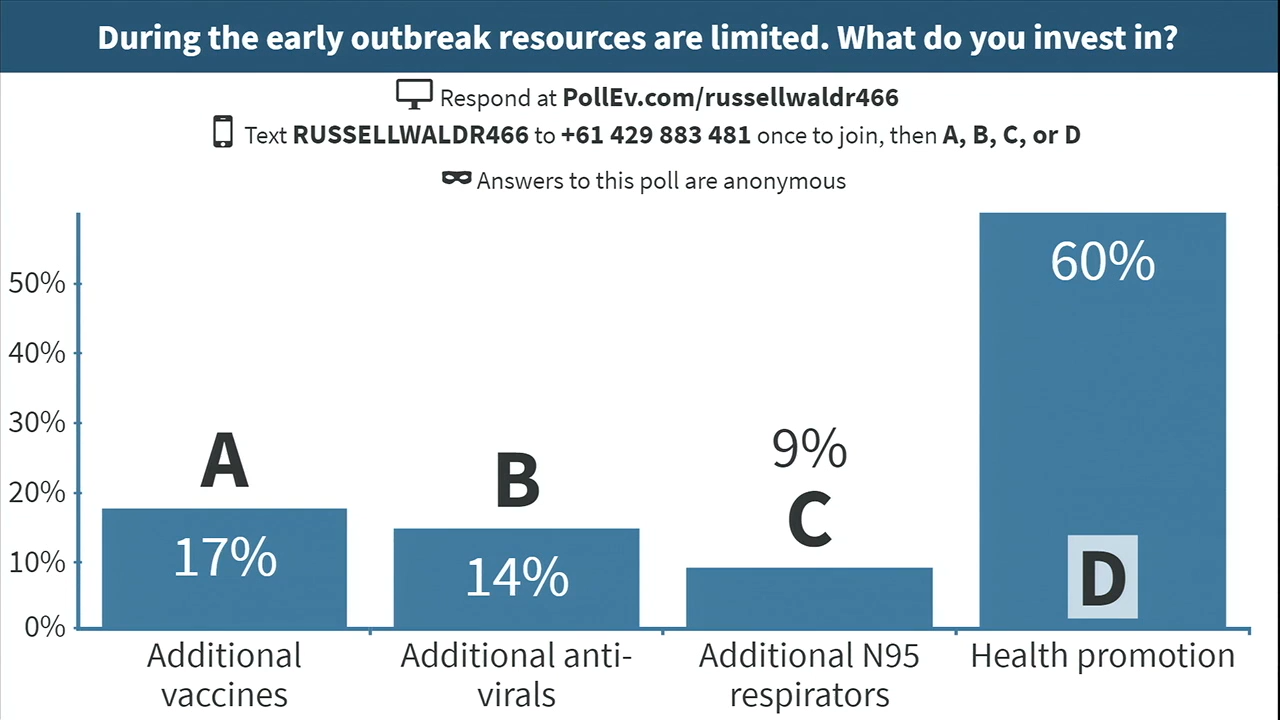 During the early outbreak resources are limited. What do you invest in?
Respond at PollEv.com/russellwaldr466
Text RUSSELLWALDR466 to +61 429 883 481 once to join, then A, B, C, or D
Answers to this poll are anonymous
50%
40%
30%
20%
10%
0%
A
17%
B
14%
9%
C
60%
D
Additional
vaccines
Additional anti-
virals
Additional N95
respirators
Health promotion